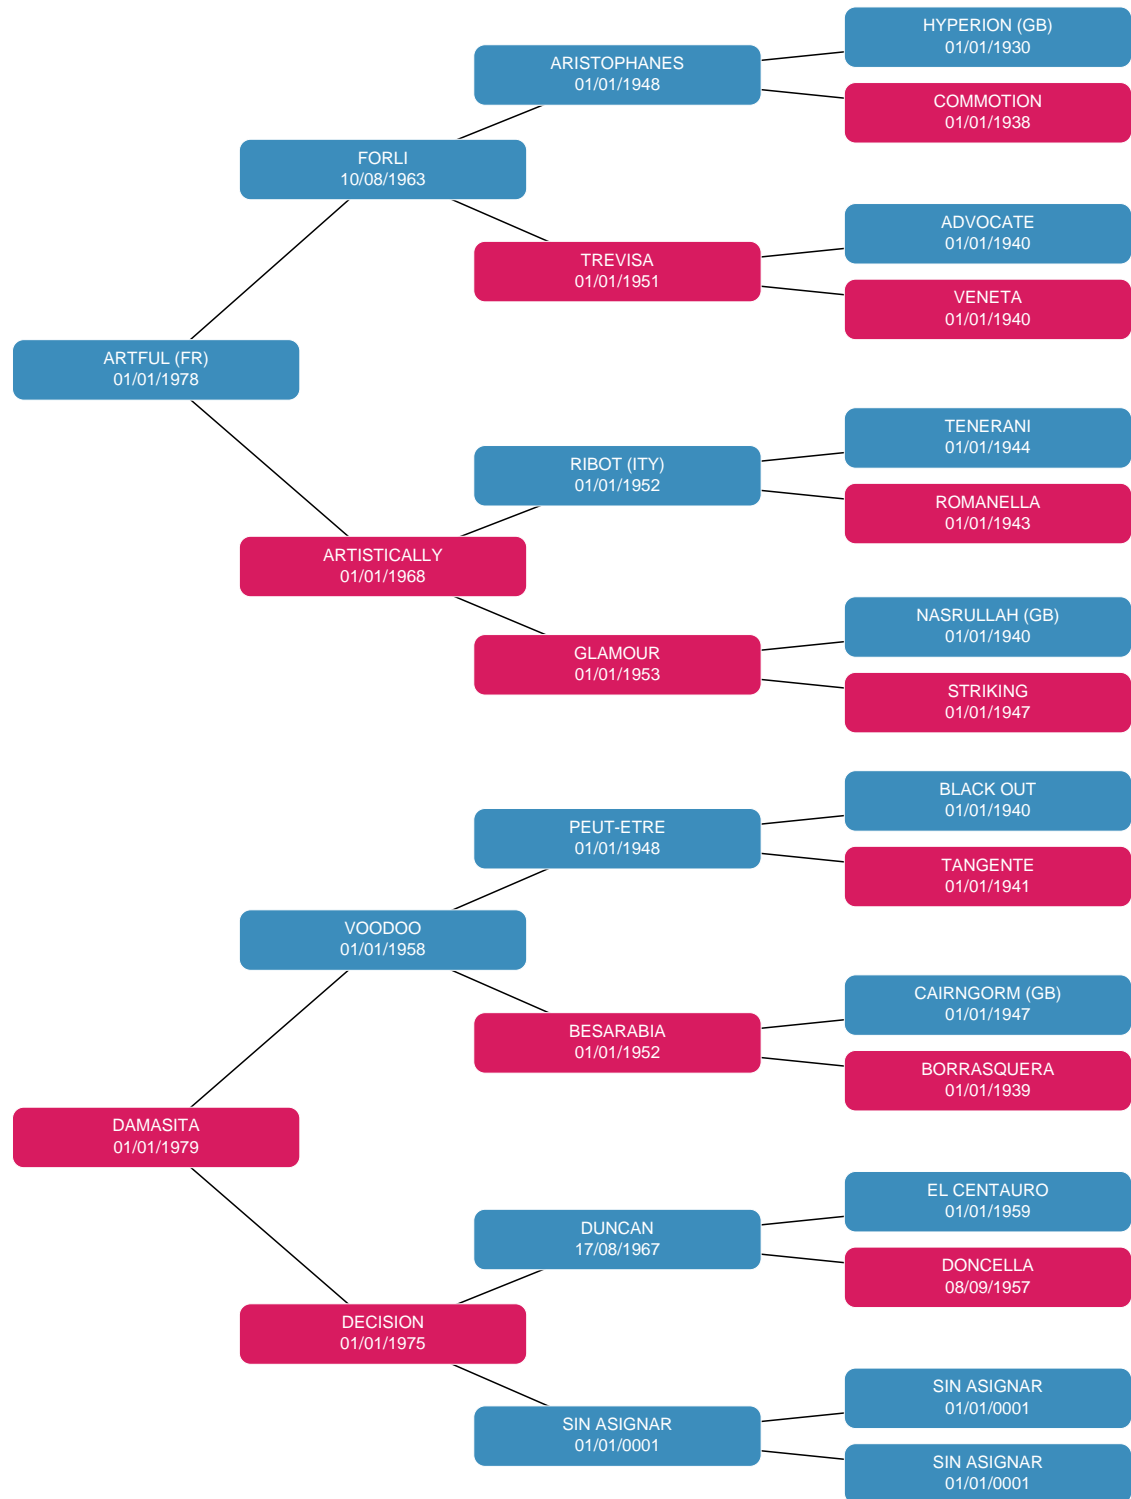 HYPERION (GB)
01/01/1930
ARISTOPHANES
01/01/1948
COMMOTION
01/01/1938
FORLI
10/08/1963
ADVOCATE
01/01/1940
TREVISA
01/01/1951
VENETA
01/01/1940
ARTFUL (FR)
01/01/1978
TENERANI
01/01/1944
RIBOT (ITY)
01/01/1952
ROMANELLA
01/01/1943
ARTISTICALLY
01/01/1968
NASRULLAH (GB)
01/01/1940
GLAMOUR
01/01/1953
STRIKING
01/01/1947
BLACK OUT
01/01/1940
PEUT-ETRE
01/01/1948
TANGENTE
01/01/1941
VOODOO
01/01/1958
CAIRNGORM (GB)
01/01/1947
BESARABIA
01/01/1952
BORRASQUERA
01/01/1939
DAMASITA
01/01/1979
EL CENTAURO
01/01/1959
DUNCAN
17/08/1967
DONCELLA
08/09/1957
DECISION
01/01/1975
SIN ASIGNAR
01/01/0001
SIN ASIGNAR
01/01/0001
SIN ASIGNAR
01/01/0001